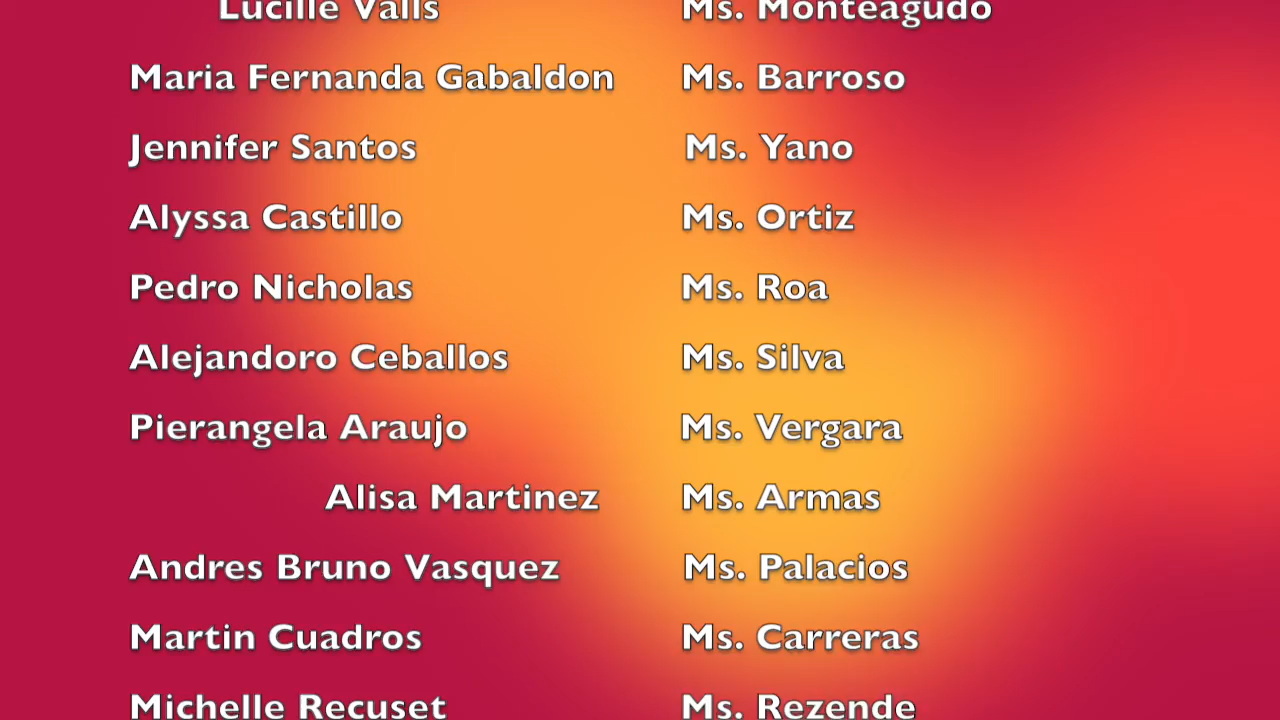 Lucille Valls Ms. Monteagudo
Maria Fernanda Gabaldon Ms. Barroso
Jennifer Santos Ms. Yano
Alyssa Castillo Ms. Ortiz
Pedro Nicholas Ms. Roa
Alejandoro Ceballos Ms. Silva
Pierangela Araujo Ms. Vergara
Alisa Martinez Ms. Armas
Andres Bruno Vasquez Ms. Palacios
Martin Cuadros Ms. Carreras
Michelle Recuset Ms. Rezende